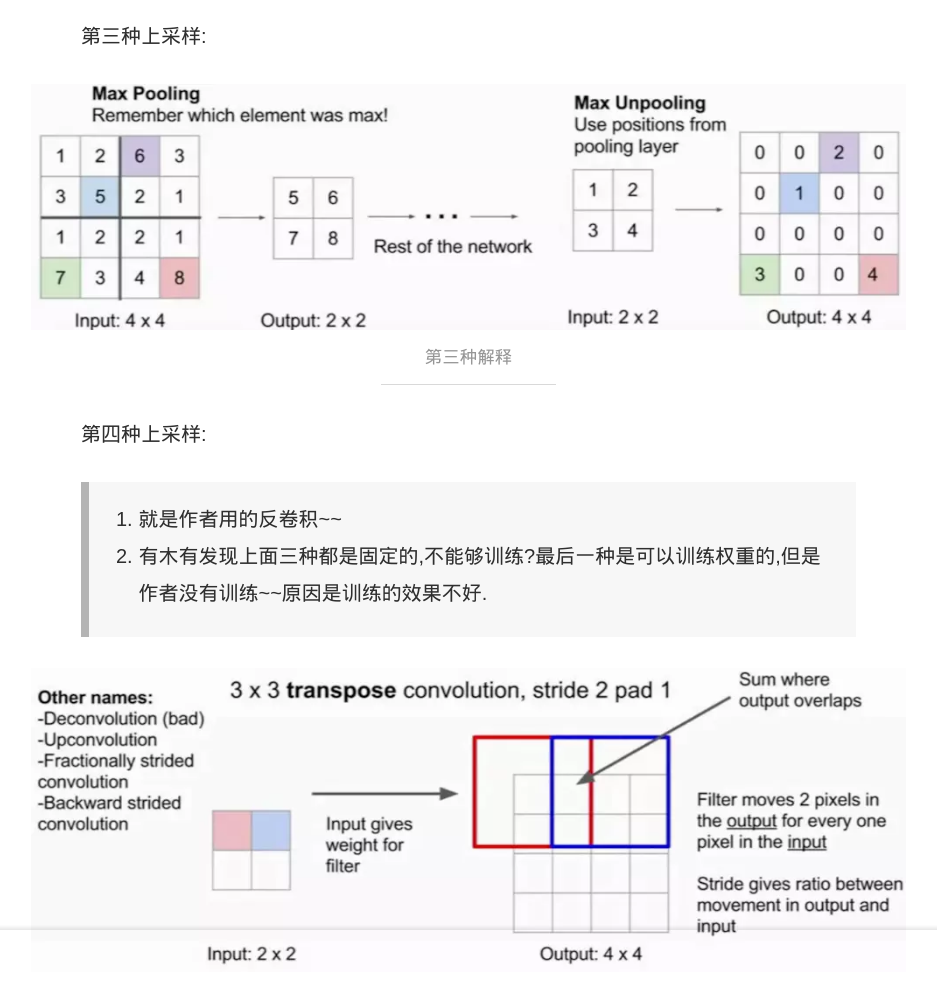 第三种上采样:
Max Pooling
Remember which element was max!
1 2 6 3
3 5 2 1
1 2 2 1
7 3 4 8
Input: 4 x 4
5 6
7 8
Output: 2 x 2
...
Rest of the network
Max Unpooling
Use positions from
pooling layer
1 2
3 4
Input: 2 x 2
0 0 2 0
0 1 0 0
0 0 0 0
3 0 0 4
Output: 4 x 4
第三种解释
第四种上采样:
1. 就是作者用的反卷积~~
2. 有木有发现上面三种都是固定的,不能够训练?最后一种是可以训练权重的,但是
作者没有训练~~原因是训练的效果不好.
Other names:
-Deconvolution (bad)
-Upconvolution
-Fractionally strided
convolution
-Backward strided
convolution
3 x 3 transpose convolution, stride 2 pad 1
Sum where
output overlaps
Input gives
weight for
filter
Filter moves 2 pixels in
the output for every one
pixel in the input
Stride gives ratio between
movement in output and
input
Input: 2 x 2
Output: 4 x 4